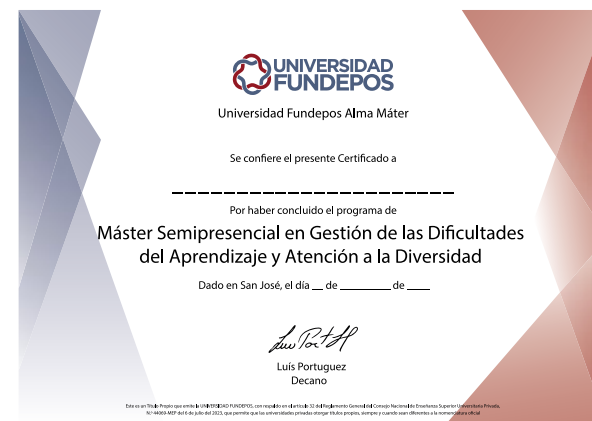 UNIVERSIDAD
FUNDEPOS
Universidad Fundepos Alma Máter
Se confiere el presente Certificado a
Por haber concluido el programa de
Máster Semipresencial en Gestión de las Dificultades
del Aprendizaje y Atención a la Diversidad
Dado en San José, el día __ de ________ de ___
Luís Portuguez
Decano
Este es un Título Propio que emite la UNIVERSIDAD FUNDEPOS, con respaldo en el artículo 32 del Reglamento General del Consejo Nacional de Enseñanza Superior Universitaria Privada,
N.º 44069-MEP del 6 de julio del 2023, que permite que las universidades privadas otorgar títulos propios, siempre y cuando sean diferentes a la nomenclatura oficial